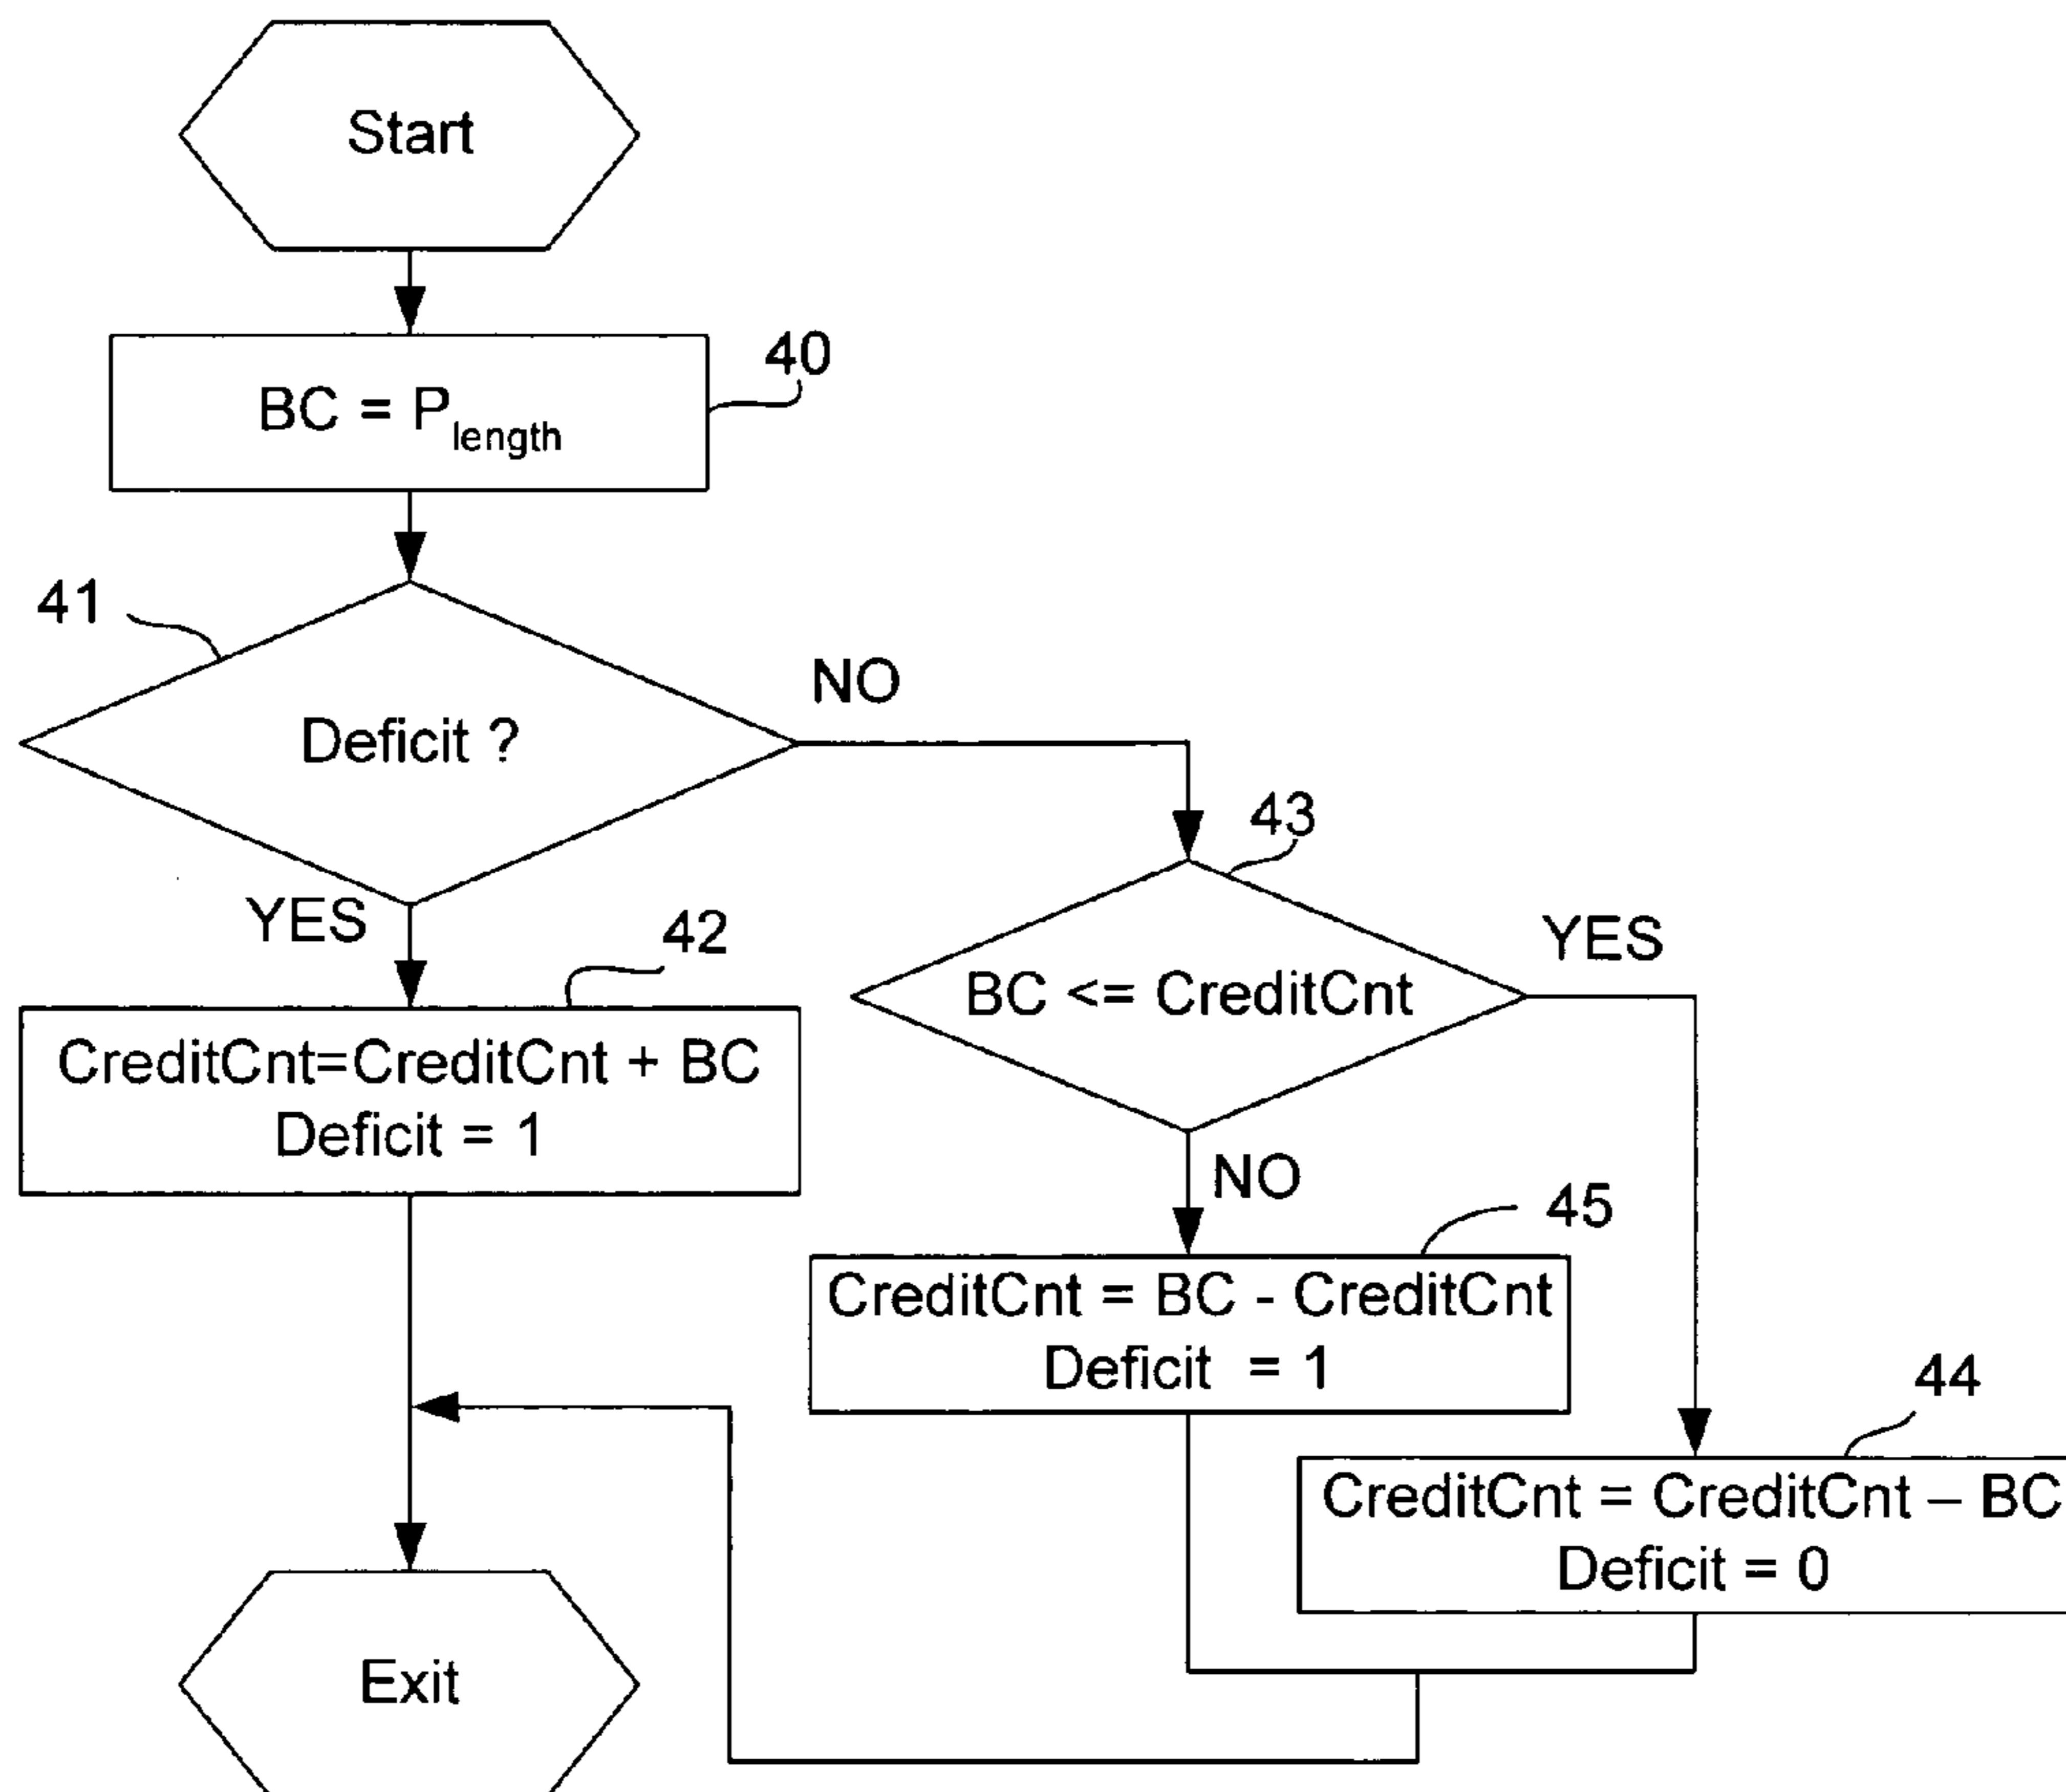 Start
40
BC = Plength
41
Deficit ?
NO
YES
42
CreditCnt=CreditCnt + BC
Deficit = 1
43
BC <= CreditCnt
YES
NO
45
CreditCnt = BC - CreditCnt
Deficit = 1
44
CreditCnt = CreditCnt – BC
Deficit = 0
Exit